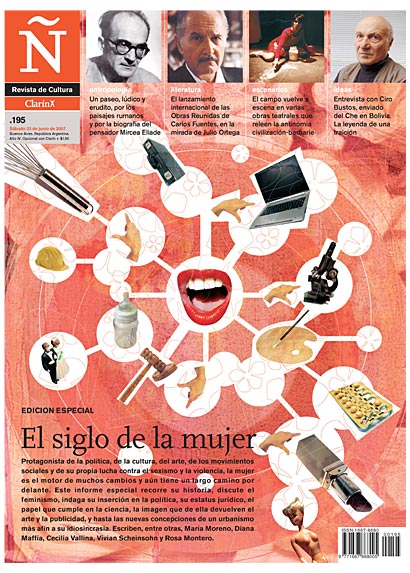 Ñ
Revista de Cultura
Clarín X
.195
Sábado 23 de junio de 2007
Buenos Aires, República Argentina
antropología
Un paseo, lúdico y
erudito, por los
paisajes rumanos
y por la biografía del
pensador Mircea Eliade
literatura
El lanzamiento
internacional de las
Obras Reunidas de
Carlos Fuentes, en la
mirada de Julio Ortega
escenarios
El campo vuelve a
escena en varias
obras teatrales que
releen la antinomia
civilización-barbarie
ideas
Entrevista con Ciro
Bustos, enviado
del Che en Bolivia.
La leyenda de una
traición
EDICION ESPECIAL
El siglo de la mujer
Protagonista de la política, de la cultura, del arte, de los movimientos
sociales y de su propia lucha contra el sexismo y la violencia, la mujer
es el motor de muchos cambios y aún tiene un largo camino por
delante. Este informe especial recorre su historia, discute el
feminismo, indaga su inserción en la política, su estatus jurídico, el
papel que cumple en la ciencia, la imagen que de ella devuelven el
arte y la publicidad, y hasta las nuevas concepciones de un urbanismo
más afín a su idiosincrasia. Escriben, entre otras, María Moreno, Diana
Maffía, Cecilia Vallina, Vivian Scheinsohn y Rosa Montero.
00195